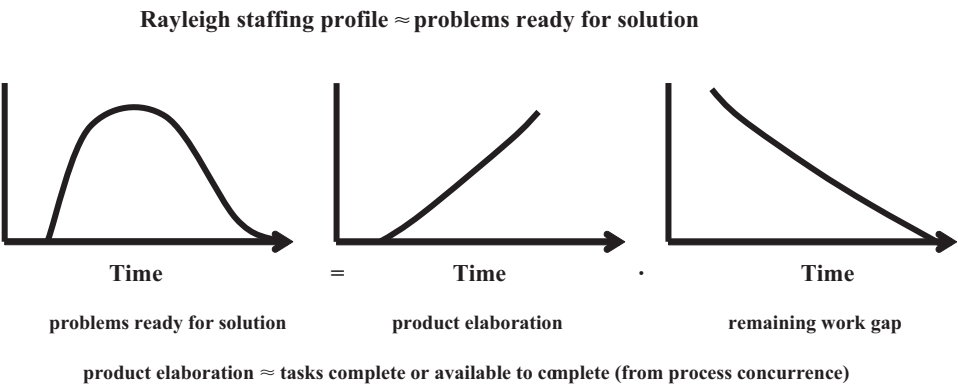 Rayleigh staffing profile ≈ problems ready for solution
Time = Time · Time
problems ready for solution product elaboration remaining work gap
product elaboration ≈ tasks complete or available to complete (from process concurrence)